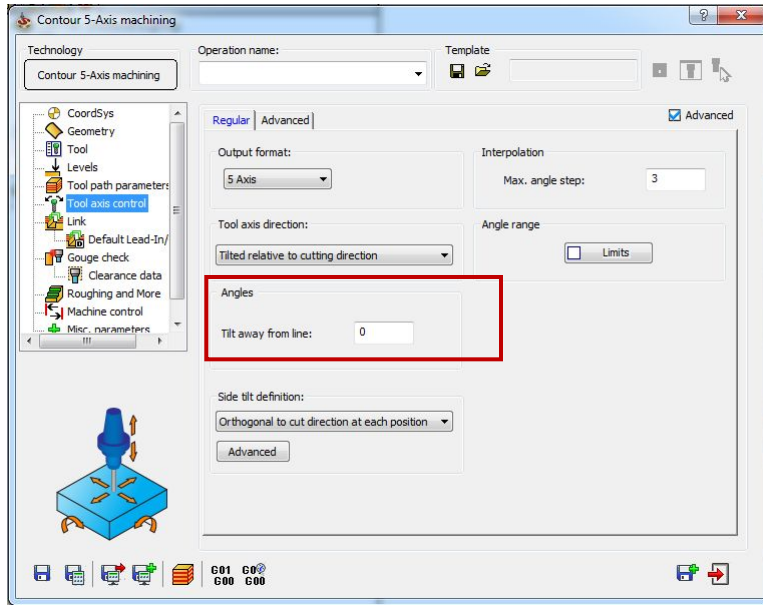 Contour 5-Axis machining
Technology
Operation name:
Template
Contour 5-Axis machining
CoordSys
Geometry
Tool
Levels
Tool path parameters
Tool axis control
Link
Default Lead-In/
Gouge check
Clearance data
Roughing and More
Machine control
Misc. parameters
Regular
Advanced
Advanced
Output format:
5 Axis
Interpolation
Max. angle step:
3
Tool axis direction:
Tilted relative to cutting direction
Angle range
Limits
Angles
Tilt away from line:
0
Side tilt definition:
Orthogonal to cut direction at each position
Advanced
G01 G0
G00 G00